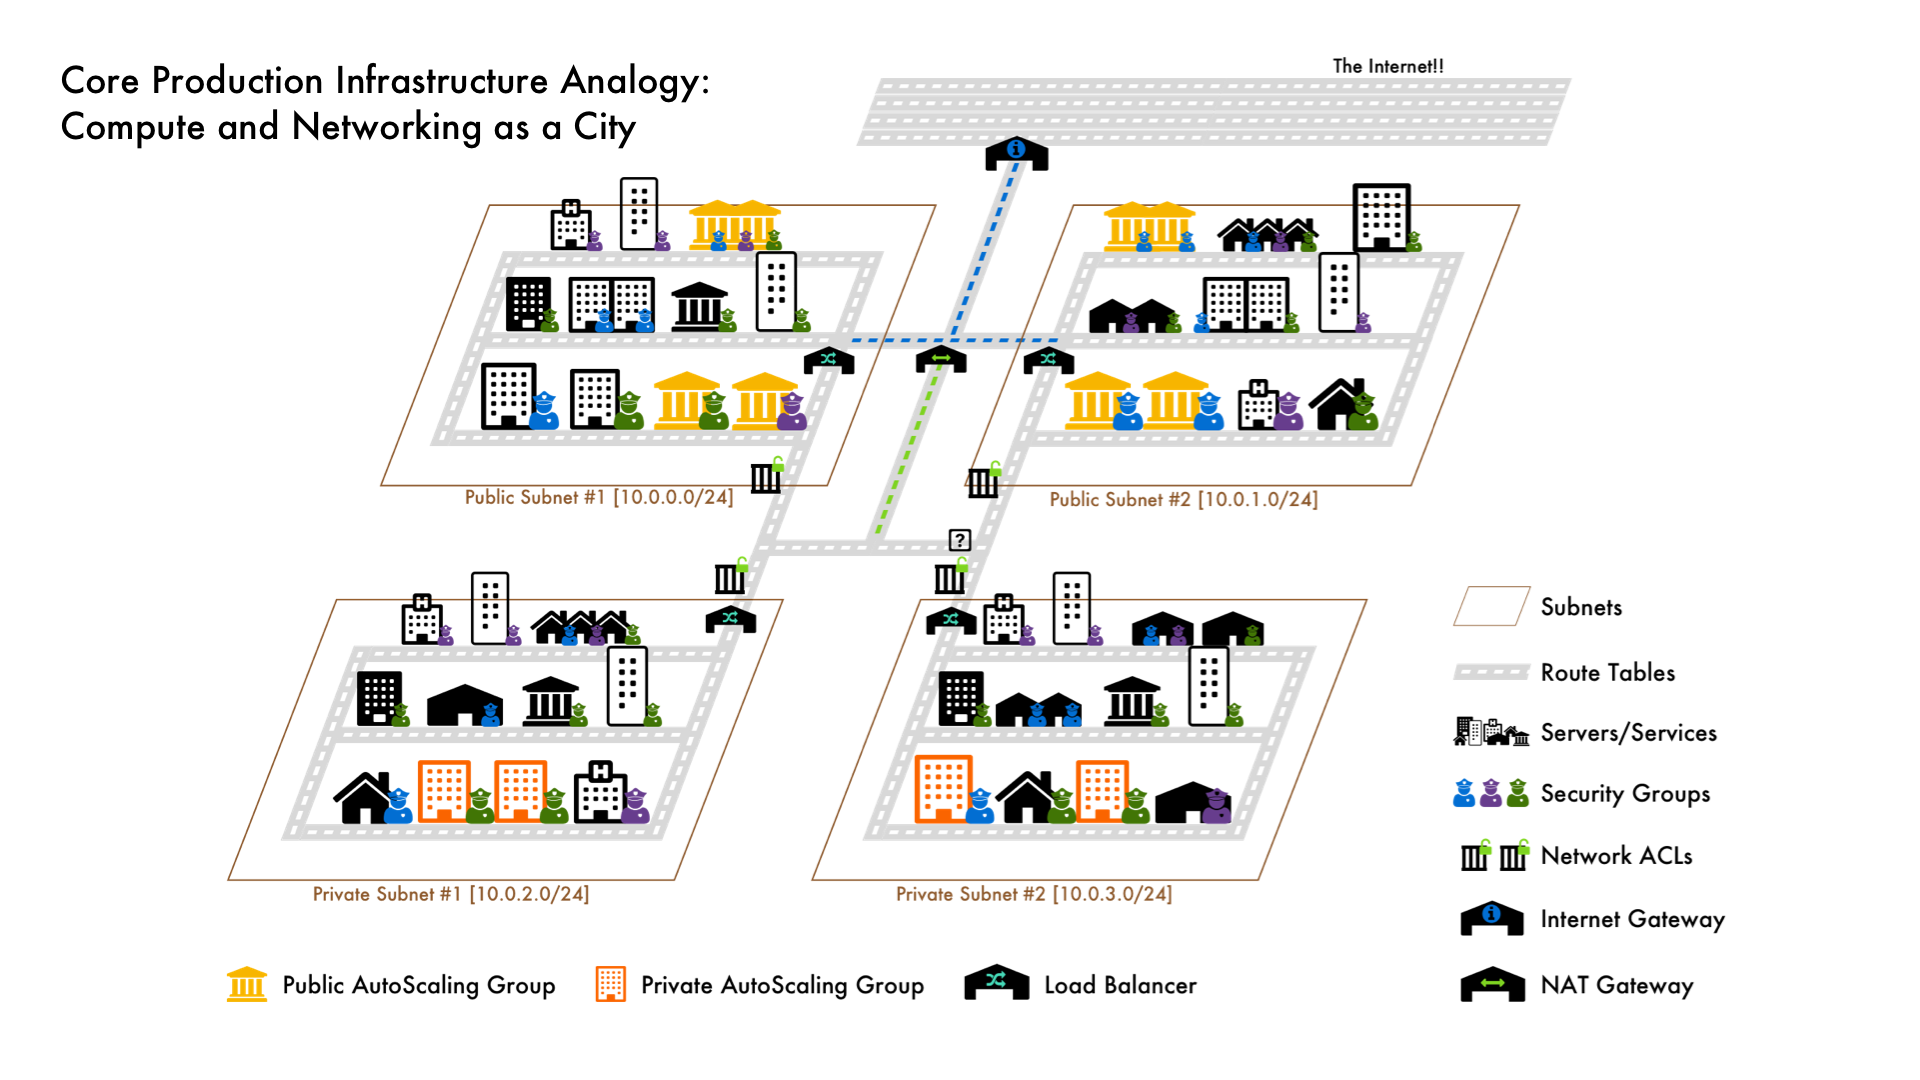 Core Production Infrastructure Analogy:
Compute and Networking as a City
The Internet!!
Public Subnet #1 [10.0.0.0/24]
Public Subnet #2 [10.0.1.0/24]
?
Private Subnet #1 [10.0.2.0/24]
Private Subnet #2 [10.0.3.0/24]
Subnets
Route Tables
Servers/Services
Security Groups
Network ACLs
Internet Gateway
NAT Gateway
Public AutoScaling Group
Private AutoScaling Group
Load Balancer